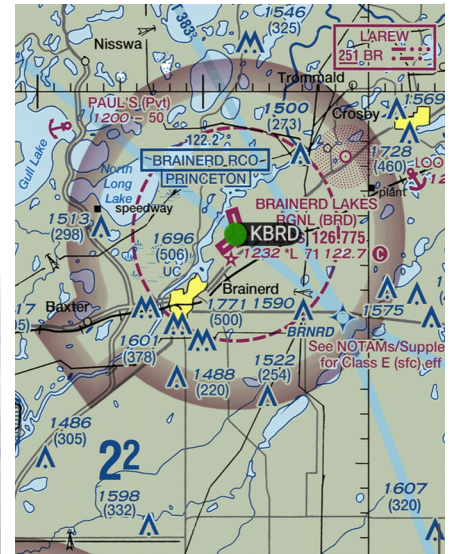 1546
(325)
383
Nisswa
LAREW
251 BR
Trommald
PAUL'S (Pvt)
1200 - 50
1500
(273)
Crosby
1569
122.2
BRAINERD RCO
PRINCETON
1728
(460)
Gull Lake
North
Long
Lake
speedway
plant
BRAINERD LAKES
RGNL (BRD)
KBRD
126.775
1232 *L 71 122.7 C
1513
(298)
1696
(506)
UC
Baxter
Brainerd
1771
(500)
1590
1575
BRNRD
1601
(378)
See NOTAMs/Supple
for Class E (sfc) eff
1522
(254)
1488
(220)
1486
(305)
22
1598
(332)
1607
(320)